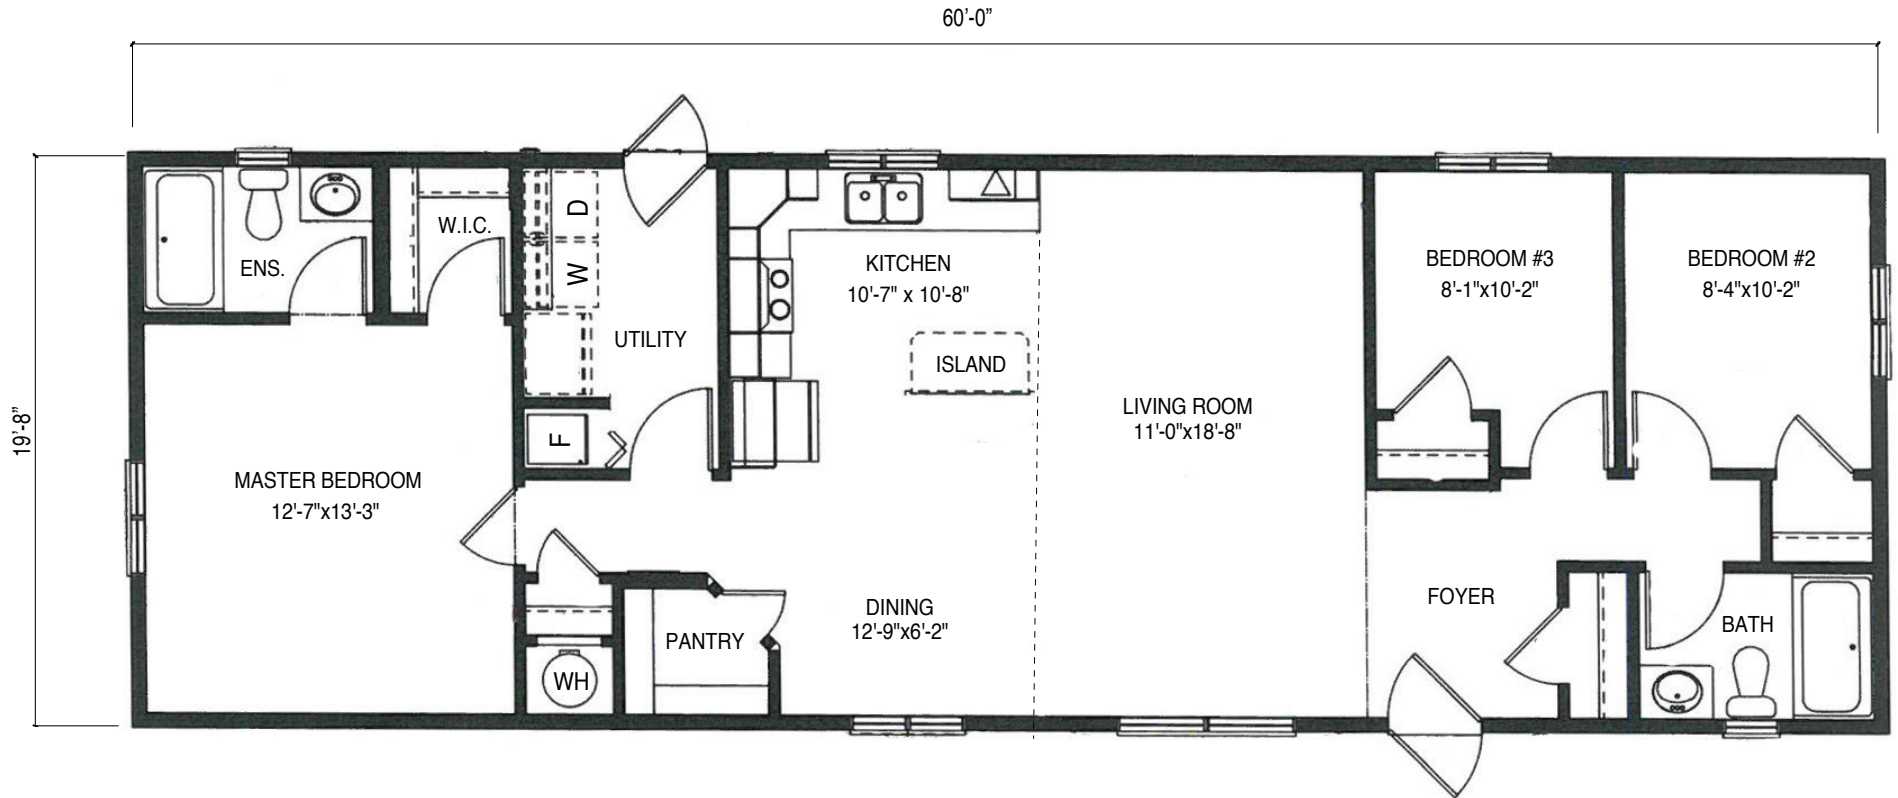 60'-0"
19'-8"
ENS.
W.I.C.
D
W
UTILITY
F
KITCHEN
10'-7" x 10'-8"
ISLAND
LIVING ROOM
11'-0"x18'-8"
BEDROOM #3
8'-1"x10'-2"
BEDROOM #2
8'-4"x10'-2"
MASTER BEDROOM
12'-7"x13'-3"
DINING
12'-9"x6'-2"
PANTRY
WH
FOYER
BATH